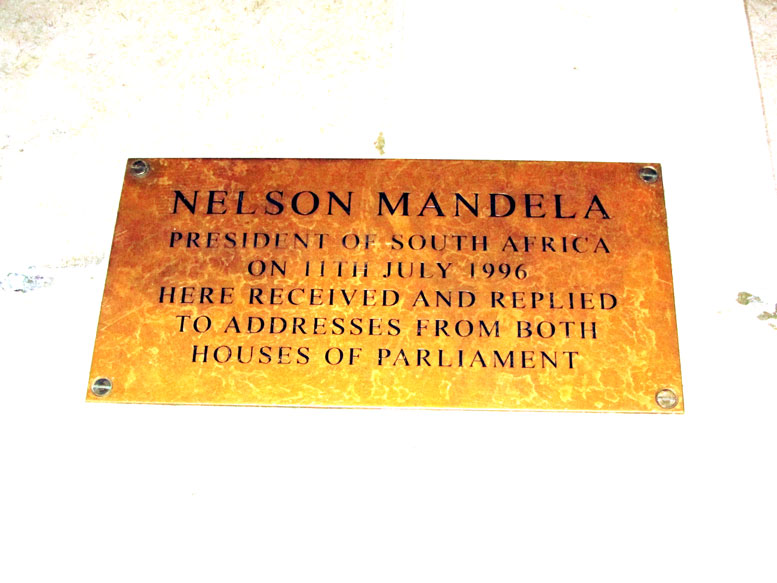 NELSON MANDELA
PRESIDENT OF SOUTH AFRICA
ON 11TH JULY 1996
HERE RECEIVED AND REPLIED
TO ADDRESSES FROM BOTH
HOUSES OF PARLIAMENT